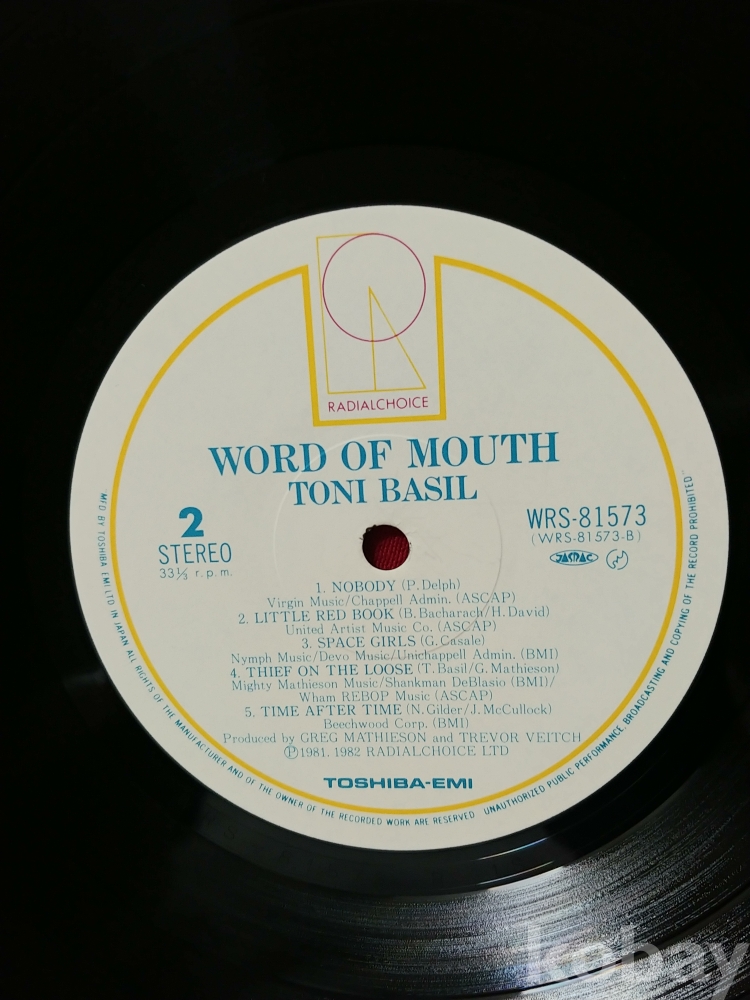 RADIALCHOICE
WORD OF MOUTH
TONI BASIL
2
STEREO
33⅓ r.p.m.
WRS-81573
(WRS-81573-B)
JASRAC
1. NOBODY (P. Delph)
Virgin Music/Chappell Admin. (ASCAP)
2. LITTLE RED BOOK (B. Bacharach/H. David)
United Artist Music Co. (ASCAP)
3. SPACE GIRLS (G. Casale)
Nymph Music/Devo Music/Unichappell Admin. (BMI)
4. THIEF ON THE LOOSE (T. Basil/G. Mathieson)
Mighty Mathieson Music/Shankman DeBlasio (BMI)/
Wham REBOP Music (ASCAP)
5. TIME AFTER TIME (N. Gilder/J. McCullock)
Beechwood Corp. (BMI)
Produced by GREG MATHIESON and TREVOR VEITCH
Ⓟ1981. 1982 RADIALCHOICE LTD
TOSHIBA-EMI
"MF'D BY TOSHIBA EMI LTD IN JAPAN ALL RIGHTS OF THE MANUFACTURER AND OF THE OWNER OF THE RECORDED WORK ARE RESERVED UNAUTHORIZED PUBLIC PERFORMANCE, BROADCASTING AND COPYING OF THE RECORD PROHIBITED"
kobay